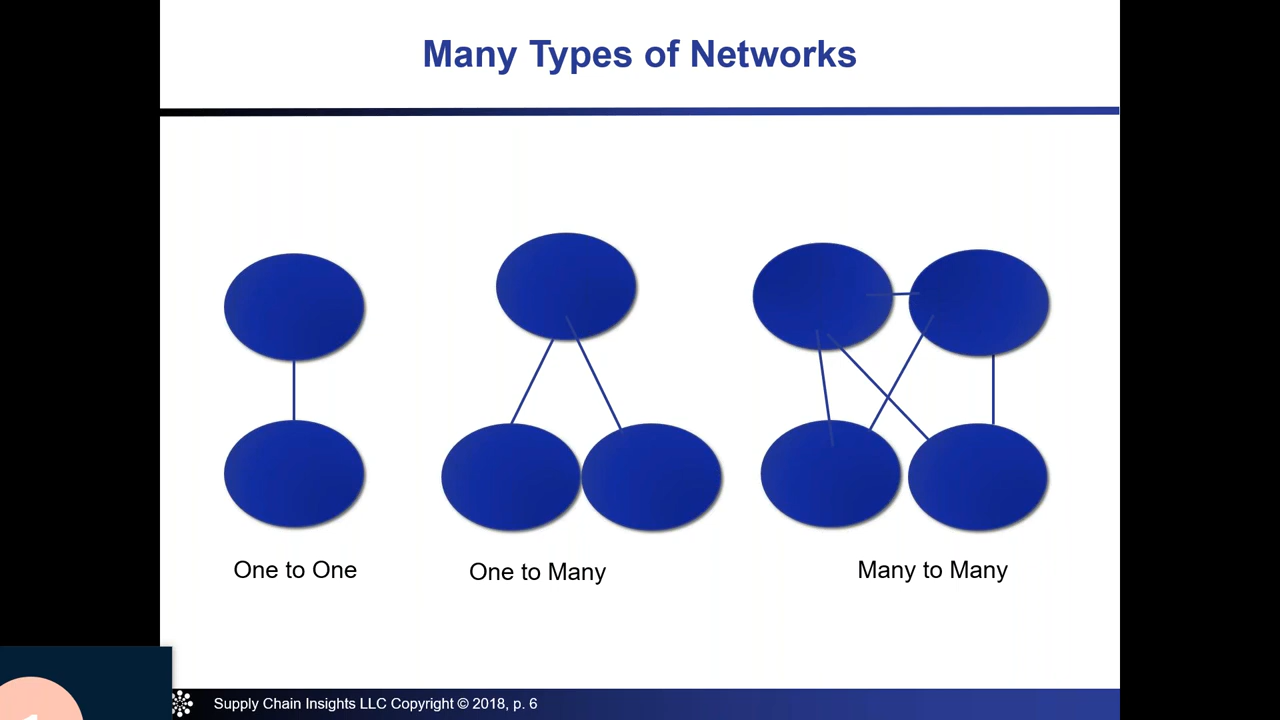 Many Types of Networks
One to One
One to Many
Many to Many
Supply Chain Insights LLC Copyright © 2018, p. 6